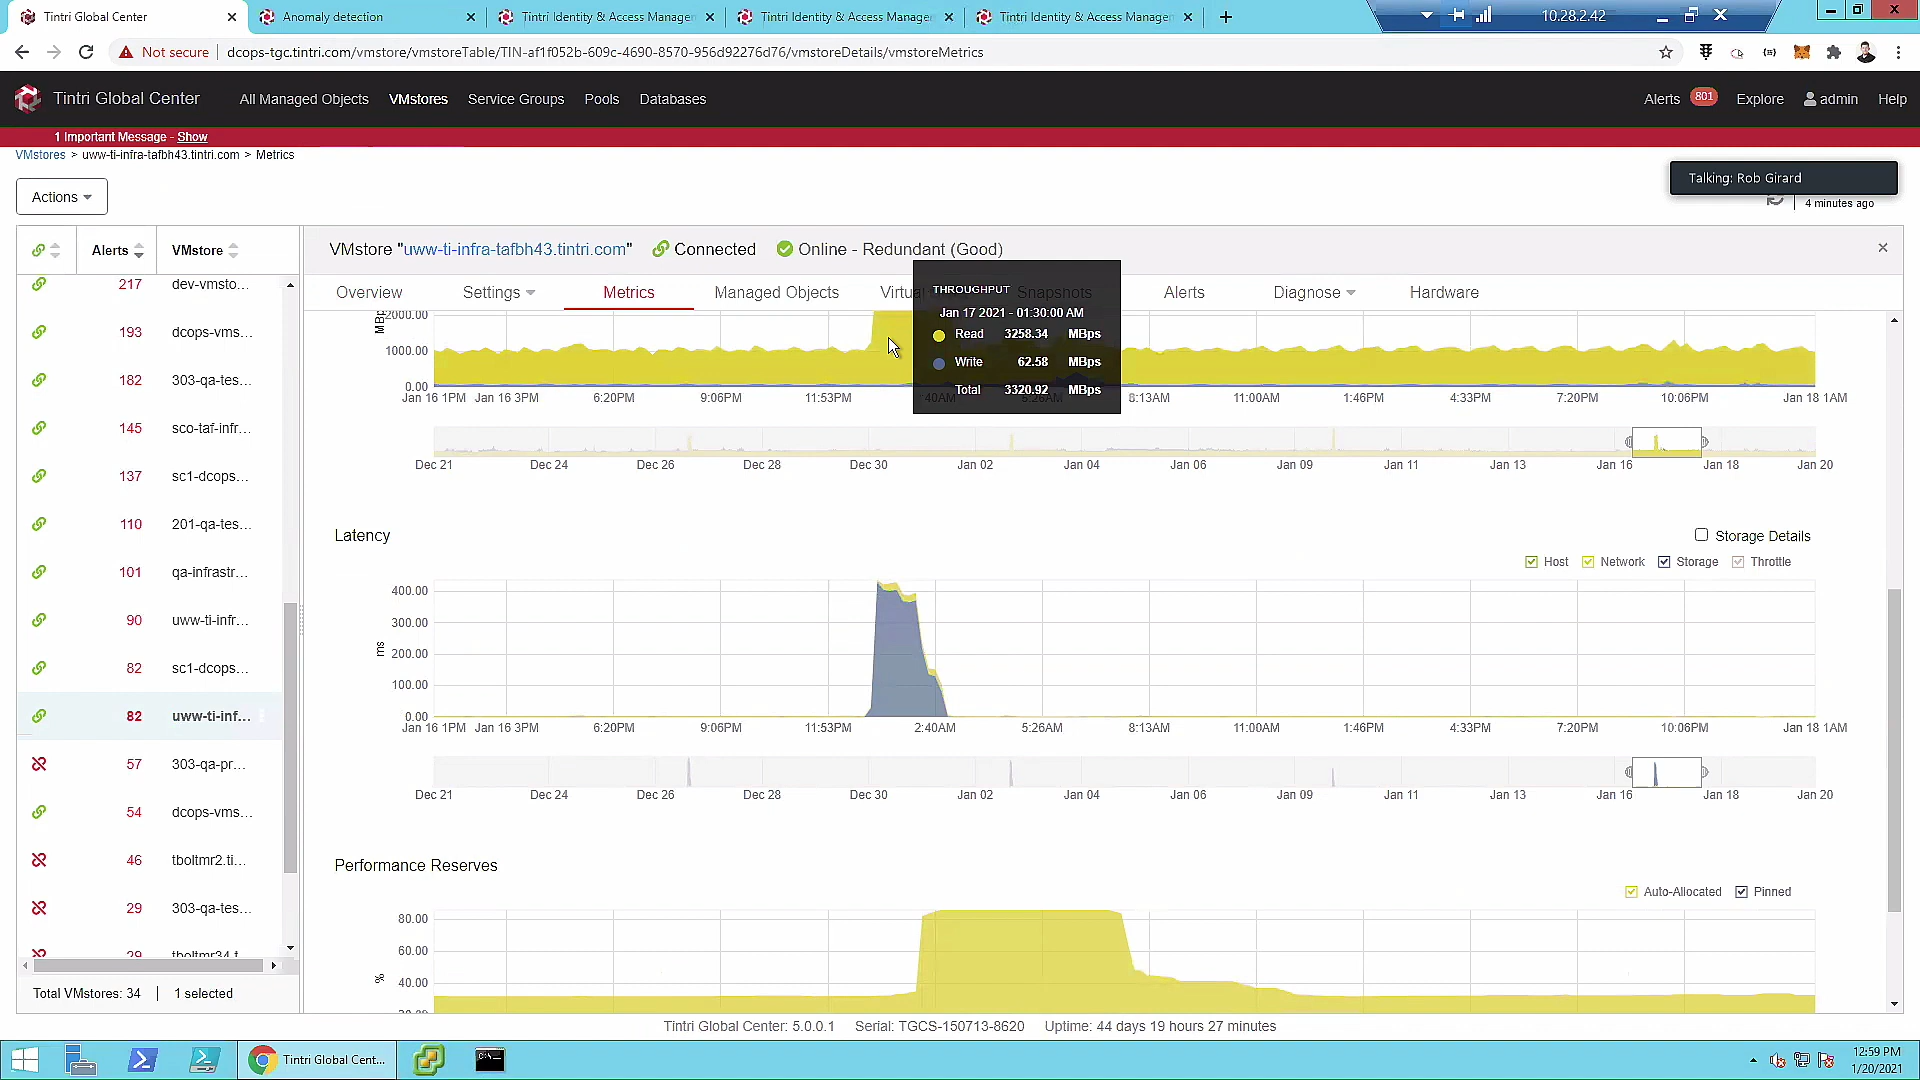 Tintri Global Center
Anomaly detection
Tintri Identity & Access Manager
Tintri Identity & Access Manager
Tintri Identity & Access Manager
10.28.2.42
Not secure
dcops-tgc.tintri.com/vmstore/vmstoreTable/TIN-af1f052b-609c-4690-8570-956d92276d76/vmstoreDetails/vmstoreMetrics
Tintri Global Center
All Managed Objects
VMstores
Service Groups
Pools
Databases
Alerts 801
Explore
admin
Help
1 Important Message - Show
VMstores > uww-ti-infra-tafbh43.tintri.com > Metrics
Talking: Rob Girard
Actions
4 minutes ago
Alerts VMstore
217 dev-vmsto...
193 dcops-vms...
182 303-qa-tes...
145 sco-taf-infr...
137 sc1-dcops...
110 201-qa-tes...
101 qa-infrastr...
90 uww-ti-infr...
82 sc1-dcops...
82 uww-ti-inf...
57 303-qa-pr...
54 dcops-vms...
46 tboltmr2.ti...
29 303-qa-tes...
29 tboltmr34.t
Total VMstores: 34 | 1 selected
VMstore "uww-ti-infra-tafbh43.tintri.com" Connected Online - Redundant (Good)
Overview Settings Metrics Managed Objects Virtual Snapshots Alerts Diagnose Hardware
THROUGHPUT
Jan 17 2021 - 01:30:00 AM
Read 3258.34 MBps
Write 62.58 MBps
Total 3320.92 MBps
MBps
2000.00
1000.00
0.00
Jan 16 1PM Jan 16 3PM 6:20PM 9:06PM 11:53PM :40AM 5:26AM 8:13AM 11:00AM 1:46PM 4:33PM 7:20PM 10:06PM Jan 18 1AM
Dec 21 Dec 24 Dec 26 Dec 28 Dec 30 Jan 02 Jan 04 Jan 06 Jan 09 Jan 11 Jan 13 Jan 16 Jan 18 Jan 20
Latency
Storage Details
Host Network Storage Throttle
ms
400.00
300.00
200.00
100.00
0.00
Jan 16 1PM Jan 16 3PM 6:20PM 9:06PM 11:53PM 2:40AM 5:26AM 8:13AM 11:00AM 1:46PM 4:33PM 7:20PM 10:06PM Jan 18 1AM
Dec 21 Dec 24 Dec 26 Dec 28 Dec 30 Jan 02 Jan 04 Jan 06 Jan 09 Jan 11 Jan 13 Jan 16 Jan 18 Jan 20
Performance Reserves
Auto-Allocated Pinned
%
80.00
60.00
40.00
20.00
Tintri Global Center: 5.0.0.1 Serial: TGCS-150713-8620 Uptime: 44 days 19 hours 27 minutes
Tintri Global Cent...
12:59 PM
1/20/2021